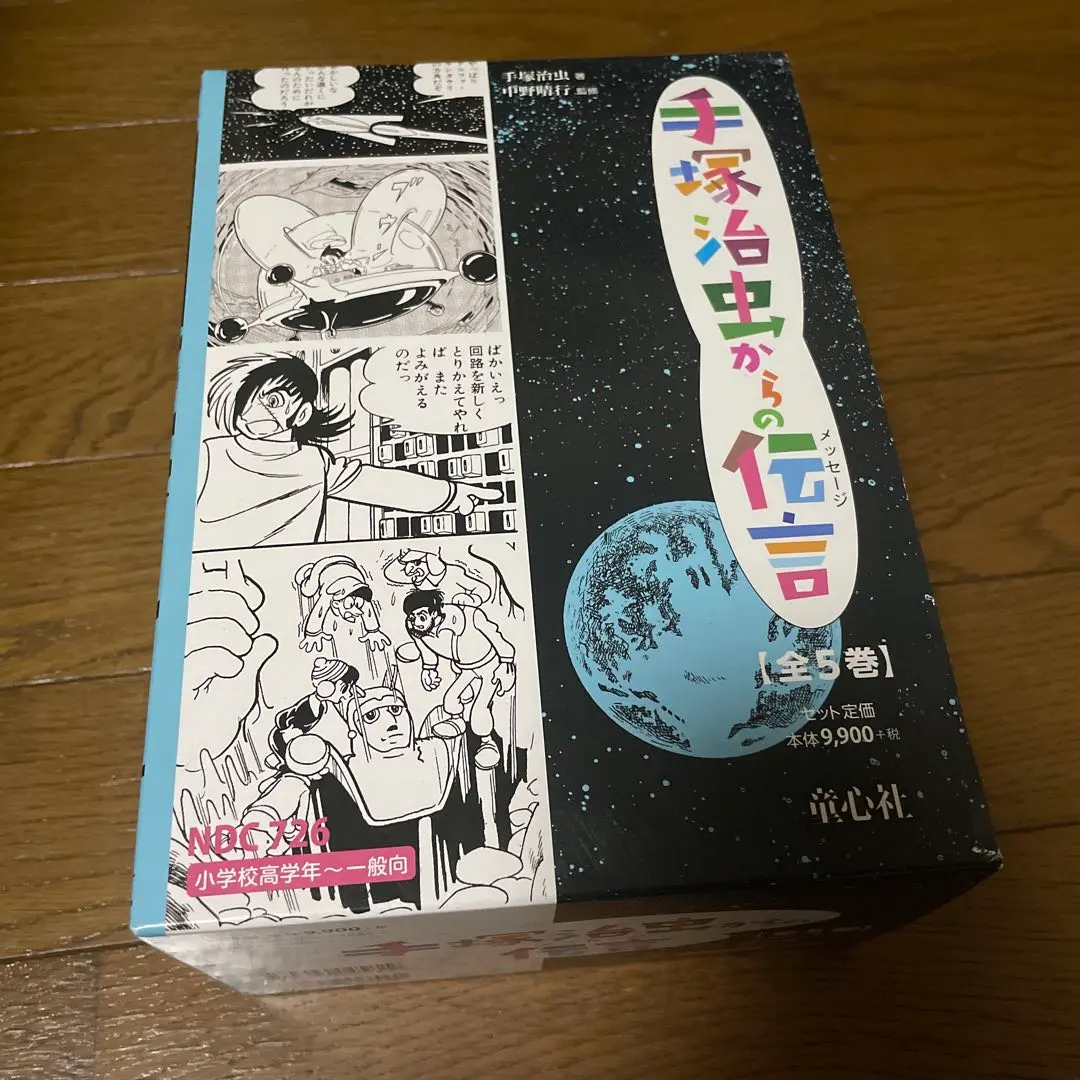 手塚治虫 著
中野晴行 監修
手塚治虫からの伝言
メッセージ
【全5巻】
セット定価
本体9,900+税
童心社
グゥーン
ばかいえっ
回路を新しく
とりかえてやれ
ば また
よみがえる
のだっ
NDC 726
小学校高学年～一般向